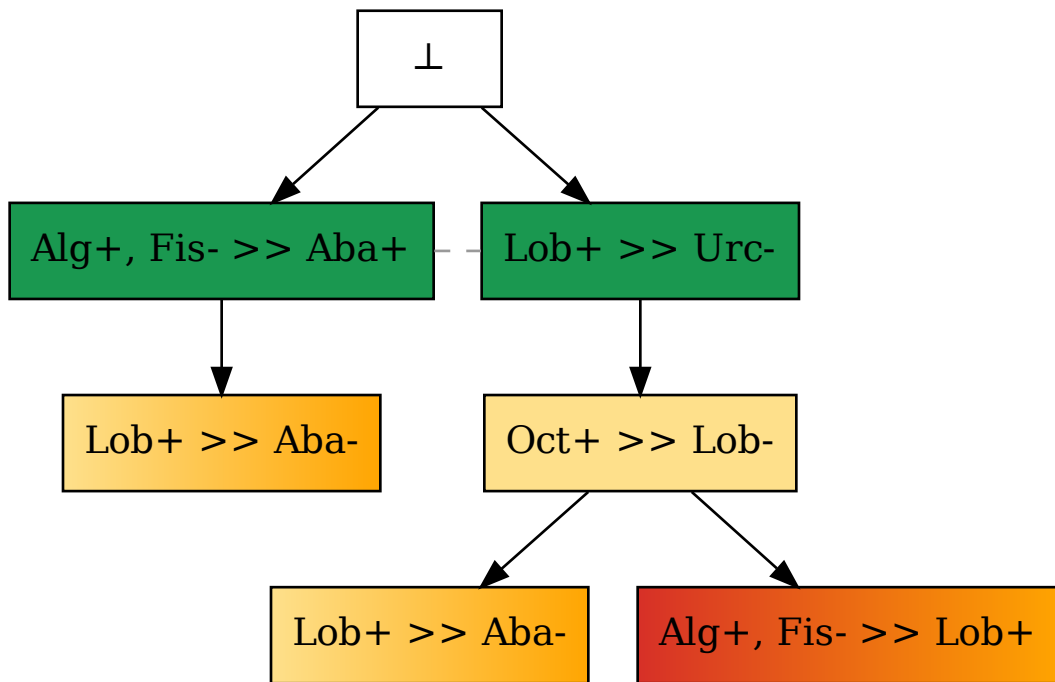 ⊥
Alg+, Fis- >> Aba+
Lob+ >> Urc-
Lob+ >> Aba-
Oct+ >> Lob-
Lob+ >> Aba-
Alg+, Fis- >> Lob+